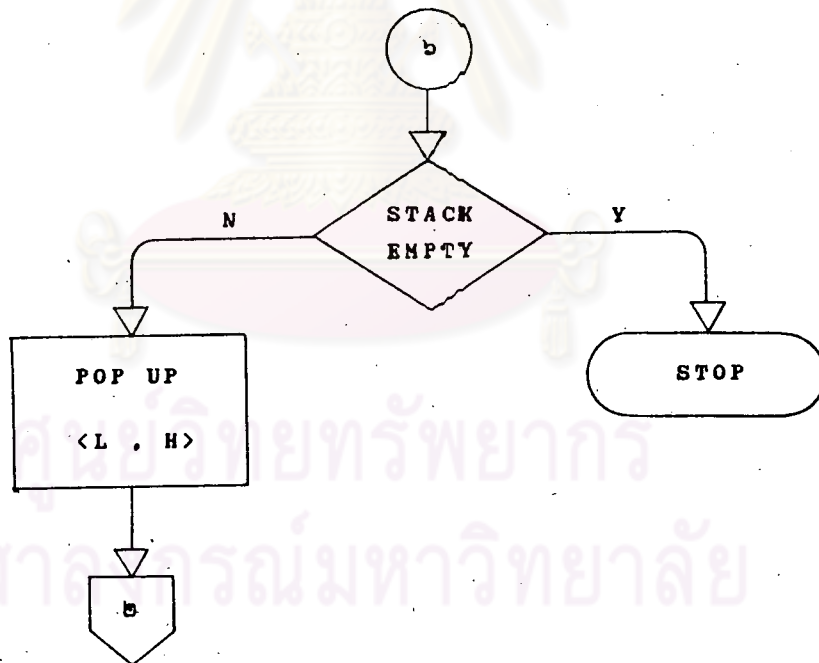 ๖
STACK
EMPTY
N
Y
POP UP
<L , H>
STOP
ศูนย์วิทยทรัพยากร
ฬาลงกรณ์มหาวิทยาลัย
๒